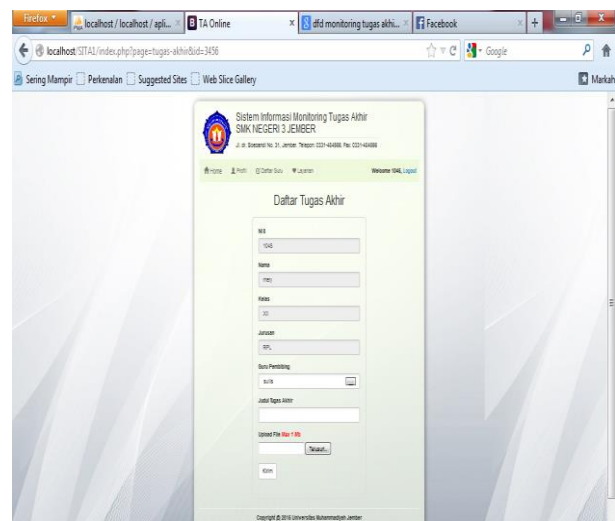 Firefox
localhost / localhost / apli...
TA Online
dfd monitoring tugas akhi...
Facebook
localhost/SITA1/index.php?page=tugas-akhir&id=3456
Google
Sering Mampir Perkenalan Suggested Sites Web Slice Gallery Markah
Sistem Informasi Monitoring Tugas Akhir
SMK NEGERI 3 JEMBER
Home Profil Daftar Guru Layanan Welcome 1046, Logout
Daftar Tugas Akhir
NIS
1046
Nama
Kelas
XII
Jurusan
RPL
Guru Pembibing
sulis
Judul Tugas Akhir
Upload File Max 1 Mb
Telusuri..
Kirim
Copyright @ 2016 Universitas Muhammadiyah Jember